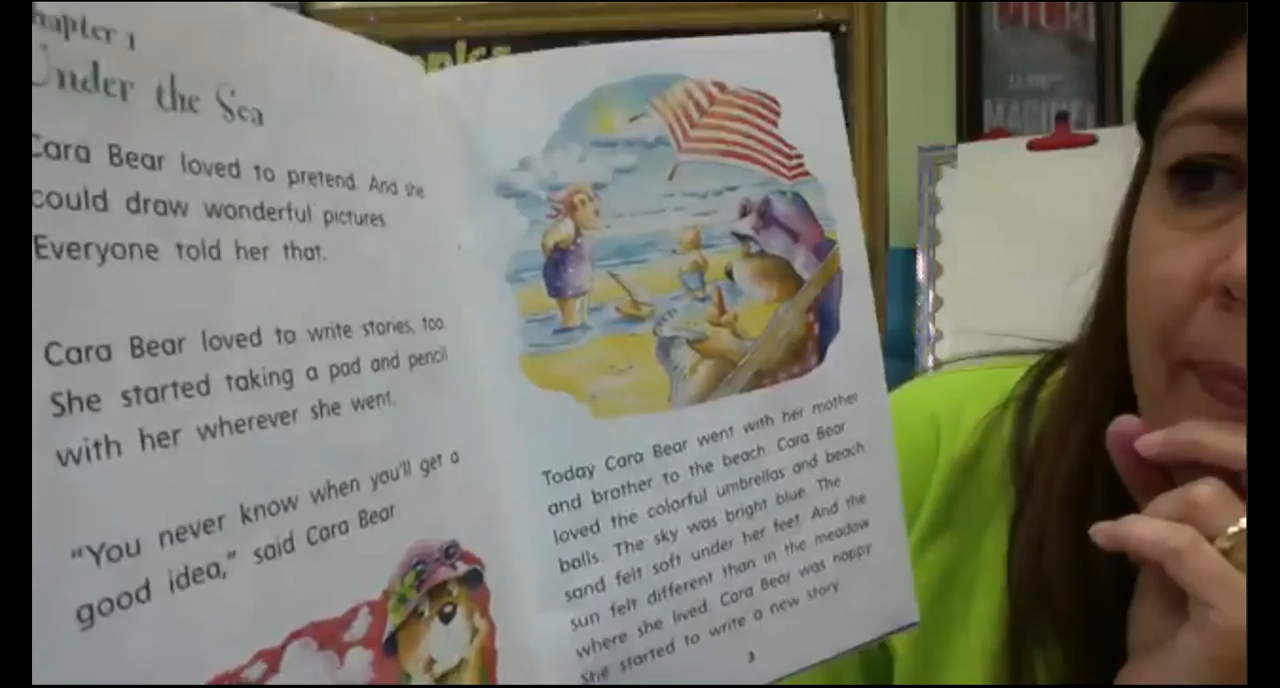 Chapter 1
Under the Sea
Cara Bear loved to pretend. And she
could draw wonderful pictures.
Everyone told her that.
Cara Bear loved to write stories, too.
She started taking a pad and pencil
with her wherever she went.
"You never know when you'll get a
good idea," said Cara Bear.
Today Cara Bear went with her mother
and brother to the beach. Cara Bear
loved the colorful umbrellas and beach
balls. The sky was bright blue. The
sand felt soft under her feet. And the
sun felt different than in the meadow
where she lived. Cara Bear was happy.
She started to write a new story.
3